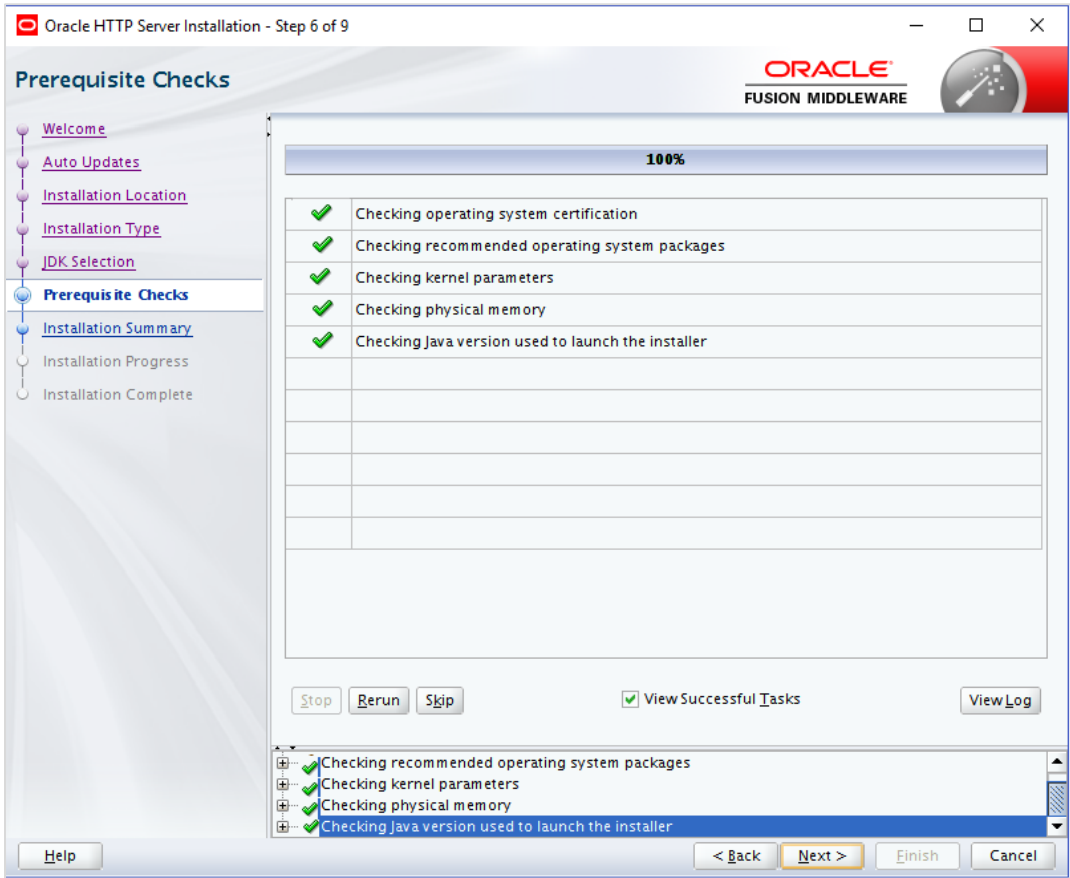 Oracle HTTP Server Installation - Step 6 of 9
Prerequisite Checks
ORACLE
FUSION MIDDLEWARE
Welcome
Auto Updates
Installation Location
Installation Type
JDK Selection
Prerequisite Checks
Installation Summary
Installation Progress
Installation Complete
100%
Checking operating system certification
Checking recommended operating system packages
Checking kernel parameters
Checking physical memory
Checking Java version used to launch the installer
Stop
Rerun
Skip
View Successful Tasks
View Log
Checking recommended operating system packages
Checking kernel parameters
Checking physical memory
Checking Java version used to launch the installer
Help
< Back
Next >
Finish
Cancel